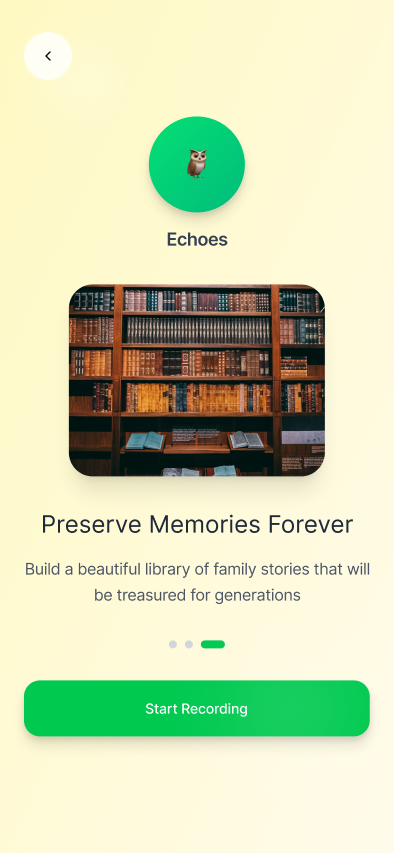 Echoes
Preserve Memories Forever
Build a beautiful library of family stories that will
be treasured for generations
Start Recording